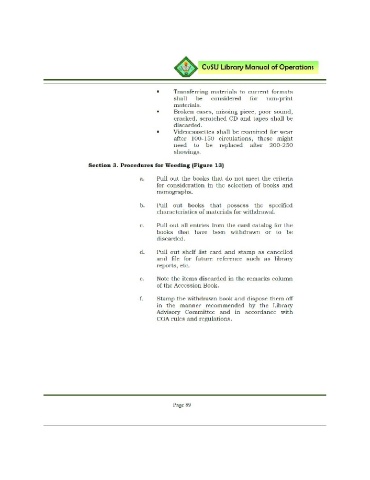 CvSU Library Manual of Operations
• Transferring materials to current formats
shall be considered for non-print
materials.
• Broken cases, missing piece, poor sound,
cracked, scratched CD and tapes shall be
discarded.
• Videocassettes shall be examined for wear
after 100-150 circulations, these might
need to be replaced after 200-250
showings.
Section 3. Procedures for Weeding (Figure 13)
a. Pull out the books that do not meet the criteria
for consideration in the selection of books and
monographs.
b. Pull out books that possess the specified
characteristics of materials for withdrawal.
c. Pull out all entries from the card catalog for the
books that have been withdrawn or to be
discarded.
d. Pull out shelf list card and stamp as cancelled
and file for future reference such as library
reports, etc.
e. Note the items discarded in the remarks column
of the Accession Book.
f. Stamp the withdrawn book and dispose them off
in the manner recommended by the Library
Advisory Committee and in accordance with
COA rules and regulations.
Page 89